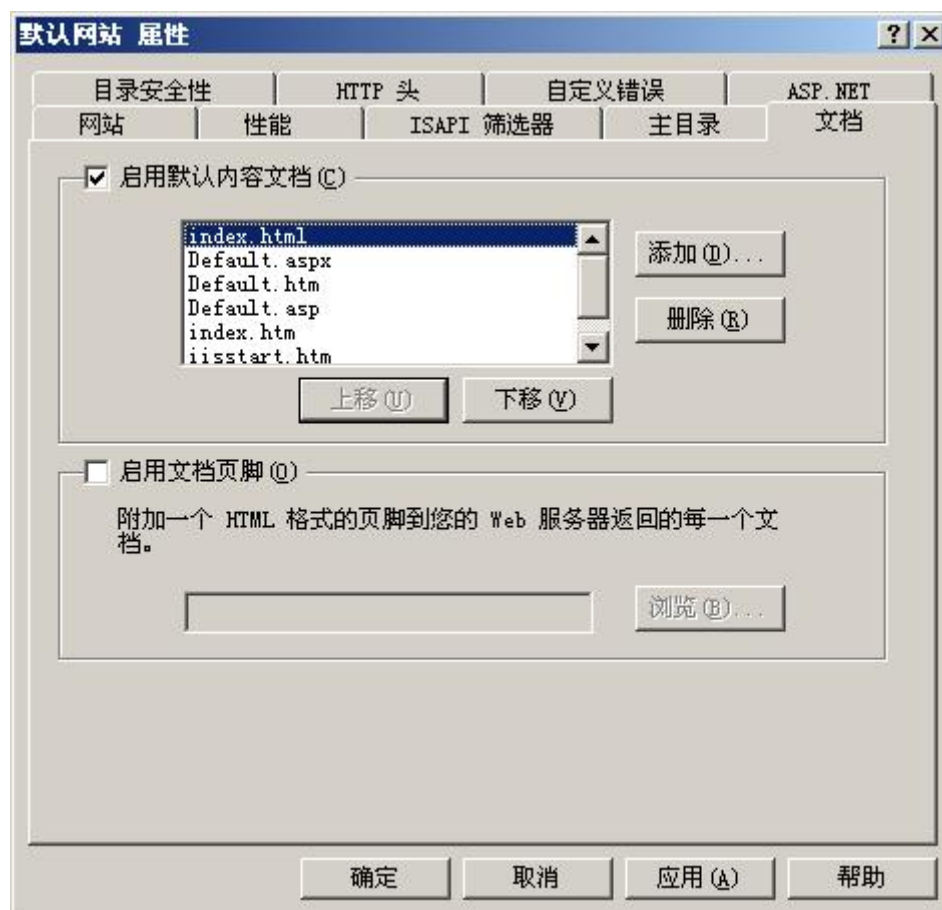 默认网站 属性
目录安全性 HTTP 头 自定义错误 ASP.NET
网站 性能 ISAPI 筛选器 主目录 文档
启用默认内容文档(C)
index.html
Default.aspx
Default.htm
Default.asp
index.htm
iisstart.htm
添加(D)...
删除(R)
上移(U) 下移(V)
启用文档页脚(O)
附加一个 HTML 格式的页脚到您的 Web 服务器返回的每一个文
档。
浏览(B)...
确定 取消 应用(A) 帮助